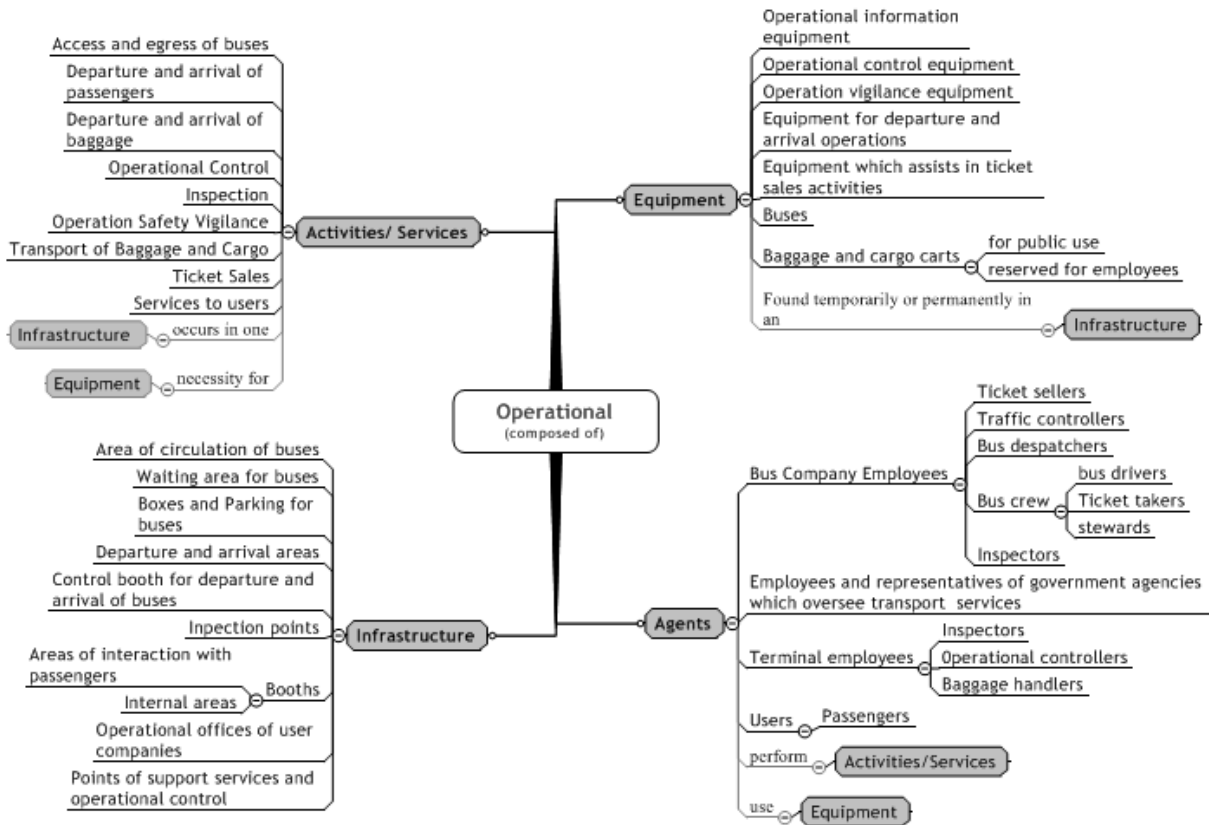 Access and egress of buses
Departure and arrival of
passengers
Departure and arrival of
baggage
Operational Control
Inspection
Operation Safety Vigilance
Transport of Baggage and Cargo
Ticket Sales
Services to users
Infrastructure
occurs in one
Equipment
necessity for
Activities/ Services
Operational information
equipment
Operational control equipment
Operation vigilance equipment
Equipment for departure and
arrival operations
Equipment which assists in ticket
sales activities
Equipment
Buses
Baggage and cargo carts
for public use
reserved for employees
Found temporarily or permanently in
an
Infrastructure
Operational
(composed of)
Area of circulation of buses
Waiting area for buses
Boxes and Parking for
buses
Departure and arrival areas
Control booth for departure and
arrival of buses
Inpection points
Infrastructure
Areas of interaction with
passengers
Internal areas
Booths
Operational offices of user
companies
Points of support services and
operational control
Ticket sellers
Traffic controllers
Bus despatchers
Bus Company Employees
bus drivers
Bus crew
Ticket takers
stewards
Inspectors
Employees and representatives of government agencies
which oversee transport services
Agents
Inspectors
Terminal employees
Operational controllers
Baggage handlers
Users
Passengers
perform
Activities/Services
use
Equipment